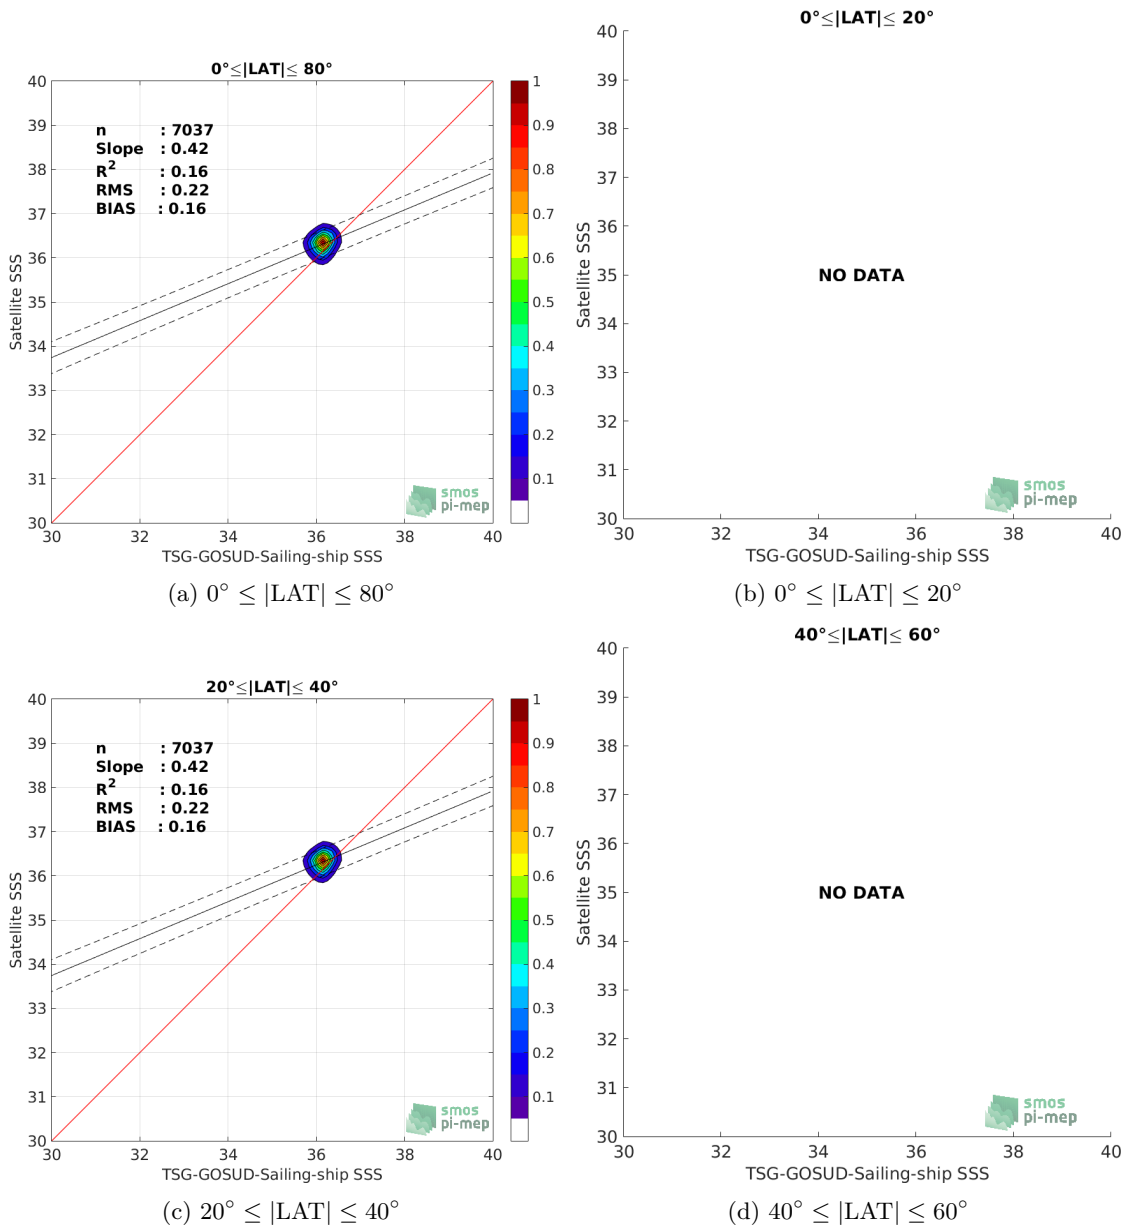 0°≤|LAT|≤ 80°
40
39
38
37
36
35
34
33
32
31
30
Satellite SSS
n : 7037
Slope : 0.42
R² : 0.16
RMS : 0.22
BIAS : 0.16
1
0.9
0.8
0.7
0.6
0.5
0.4
0.3
0.2
0.1
smos
pi-mep
30 32 34 36 38 40
TSG-GOSUD-Sailing-ship SSS
(a) 0° ≤ |LAT| ≤ 80°
0°≤|LAT|≤ 20°
40
39
38
37
36
35
34
33
32
31
30
Satellite SSS
NO DATA
smos
pi-mep
30 32 34 36 38 40
TSG-GOSUD-Sailing-ship SSS
(b) 0° ≤ |LAT| ≤ 20°
20°≤|LAT|≤ 40°
40
39
38
37
36
35
34
33
32
31
30
Satellite SSS
n : 7037
Slope : 0.42
R² : 0.16
RMS : 0.22
BIAS : 0.16
1
0.9
0.8
0.7
0.6
0.5
0.4
0.3
0.2
0.1
smos
pi-mep
30 32 34 36 38 40
TSG-GOSUD-Sailing-ship SSS
(c) 20° ≤ |LAT| ≤ 40°
40°≤|LAT|≤ 60°
40
39
38
37
36
35
34
33
32
31
30
Satellite SSS
NO DATA
smos
pi-mep
30 32 34 36 38 40
TSG-GOSUD-Sailing-ship SSS
(d) 40° ≤ |LAT| ≤ 60°